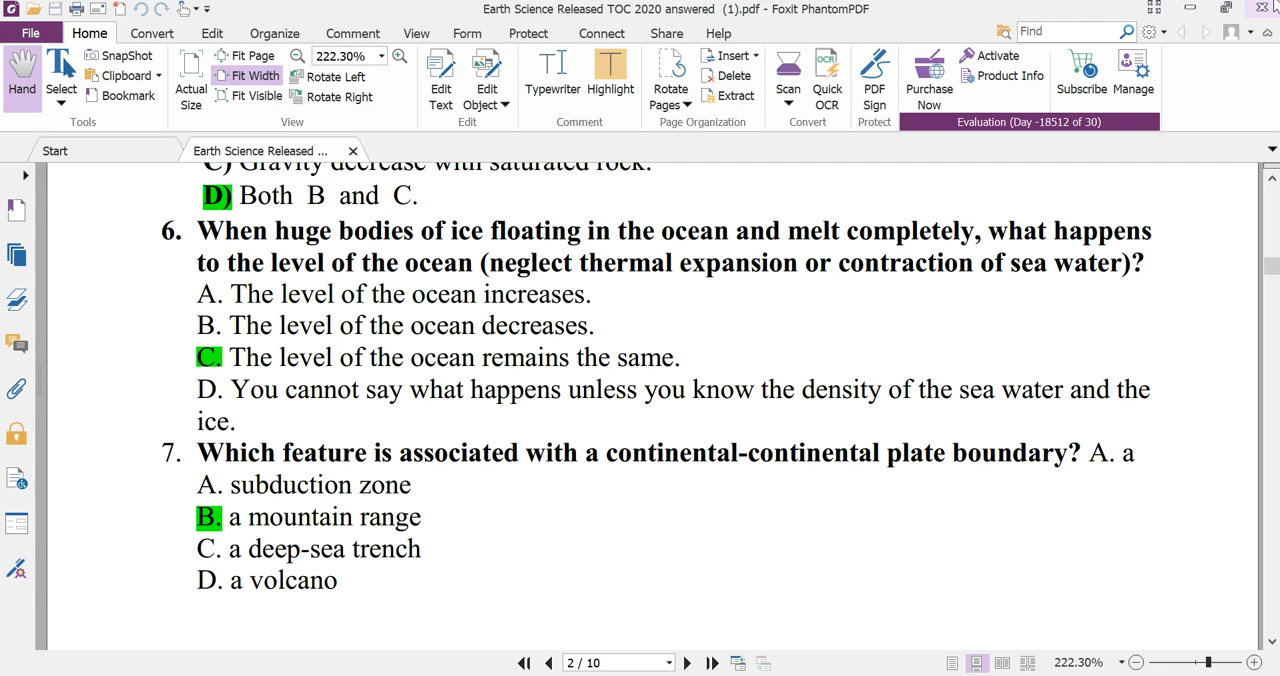 Earth Science Released TOC 2020 answered (1).pdf - Foxit PhantomPDF
File Home Convert Edit Organize Comment View Form Protect Connect Share Help Find
Hand Select SnapShot Clipboard Bookmark Actual Size Fit Page Fit Width Fit Visible 222.30% Rotate Left Rotate Right Edit Text Edit Object Typewriter Highlight Rotate Pages Insert Delete Extract Scan Quick OCR PDF Sign Purchase Now Activate Product Info Subscribe Manage
Tools View Edit Comment Page Organization Convert Protect Evaluation (Day -18512 of 30)
Start Earth Science Released ...
C) Gravity decrease with saturated rock.
D) Both B and C.
6. When huge bodies of ice floating in the ocean and melt completely, what happens
to the level of the ocean (neglect thermal expansion or contraction of sea water)?
A. The level of the ocean increases.
B. The level of the ocean decreases.
C. The level of the ocean remains the same.
D. You cannot say what happens unless you know the density of the sea water and the
ice.
7. Which feature is associated with a continental-continental plate boundary? A. a
A. subduction zone
B. a mountain range
C. a deep-sea trench
D. a volcano
2 / 10 222.30%